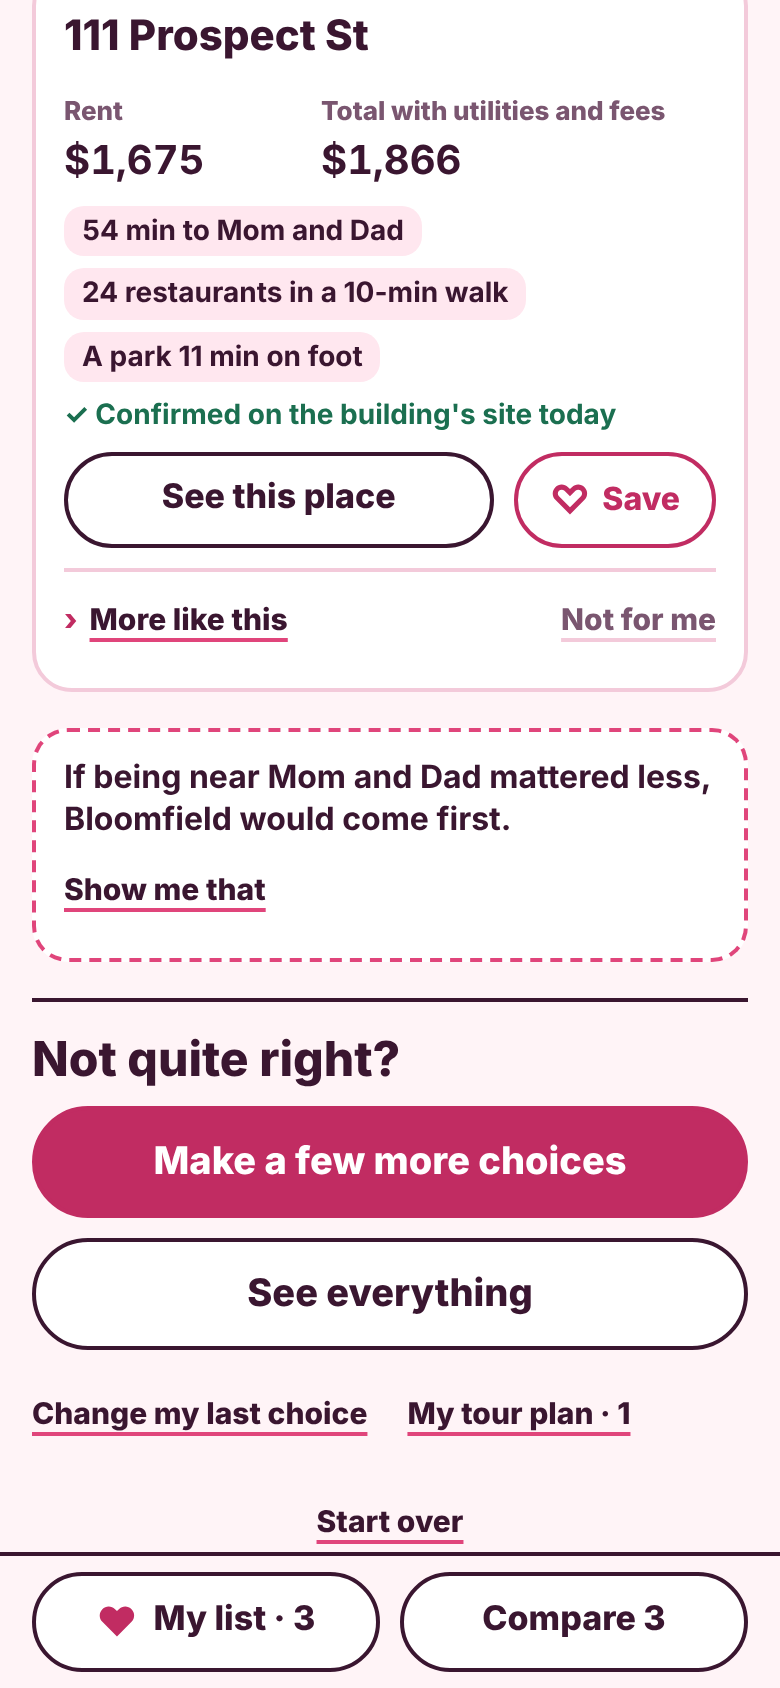 111 Prospect St
Rent
Total with utilities and fees
$1,675
$1,866
54 min to Mom and Dad
24 restaurants in a 10-min walk
A park 11 min on foot
✓ Confirmed on the building's site today
See this place
Save
› More like this
Not for me
If being near Mom and Dad mattered less,
Bloomfield would come first.
Show me that
Not quite right?
Make a few more choices
See everything
Change my last choice
My tour plan · 1
Start over
My list · 3
Compare 3